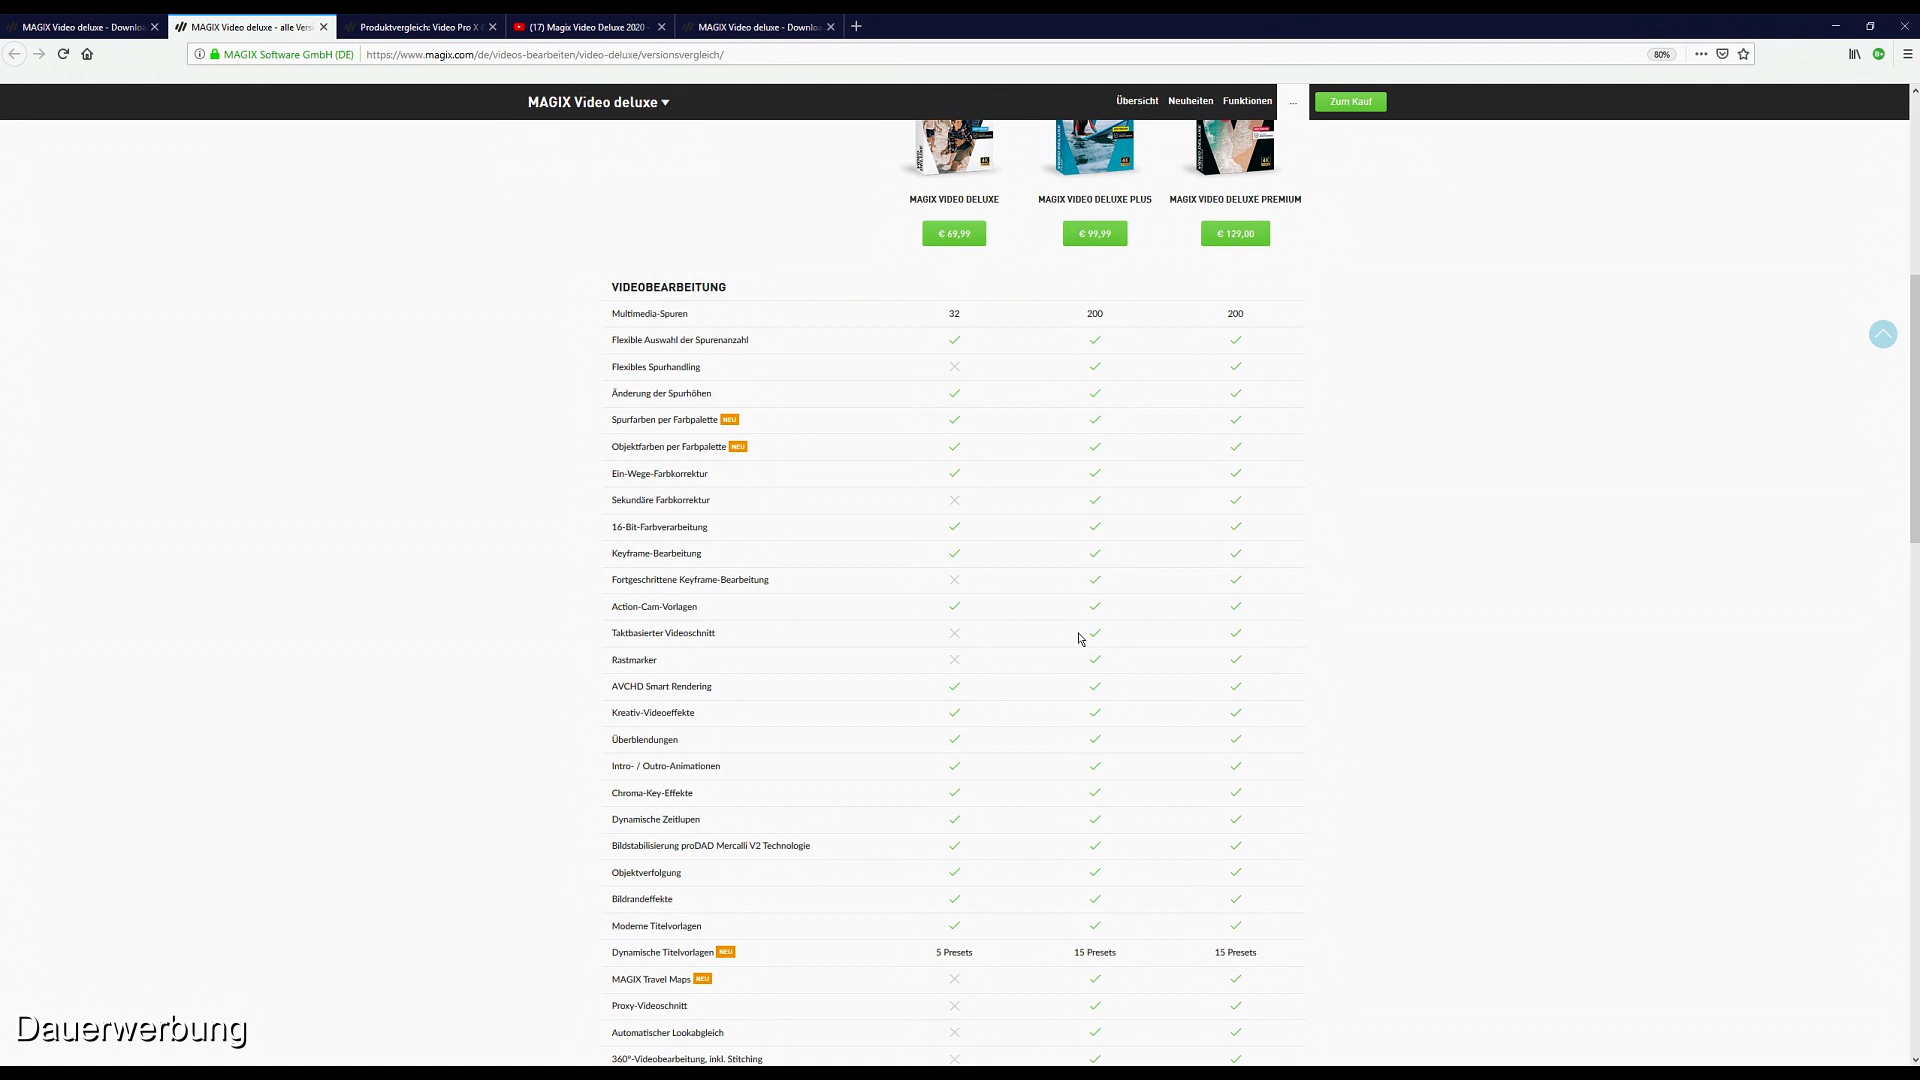 MAGIX Video deluxe - Downloa
MAGIX Video deluxe - alle Versi
Produktvergleich: Video Pro X &
(17) Magix Video Deluxe 2020 -
MAGIX Video deluxe - Downloa
MAGIX Software GmbH (DE)
https://www.magix.com/de/videos-bearbeiten/video-deluxe/versionsvergleich/
80%
MAGIX Video deluxe
Übersicht Neuheiten Funktionen ... Zum Kauf
MAGIX VIDEO DELUXE MAGIX VIDEO DELUXE PLUS MAGIX VIDEO DELUXE PREMIUM
€ 69,99 € 99,99 € 129,00
VIDEOBEARBEITUNG
Multimedia-Spuren 32 200 200
Flexible Auswahl der Spurenanzahl
Flexibles Spurhandling
Änderung der Spurhöhen
Spurfarben per Farbpalette NEU
Objektfarben per Farbpalette NEU
Ein-Wege-Farbkorrektur
Sekundäre Farbkorrektur
16-Bit-Farbverarbeitung
Keyframe-Bearbeitung
Fortgeschrittene Keyframe-Bearbeitung
Action-Cam-Vorlagen
Taktbasierter Videoschnitt
Rastmarker
AVCHD Smart Rendering
Kreativ-Videoeffekte
Überblendungen
Intro- / Outro-Animationen
Chroma-Key-Effekte
Dynamische Zeitlupen
Bildstabilisierung proDAD Mercalli V2 Technologie
Objektverfolgung
Bildrandeffekte
Moderne Titelvorlagen
Dynamische Titelvorlagen NEU 5 Presets 15 Presets 15 Presets
MAGIX Travel Maps NEU
Proxy-Videoschnitt
Automatischer Lookabgleich
360°-Videobearbeitung, inkl. Stitching
Dauerwerbung